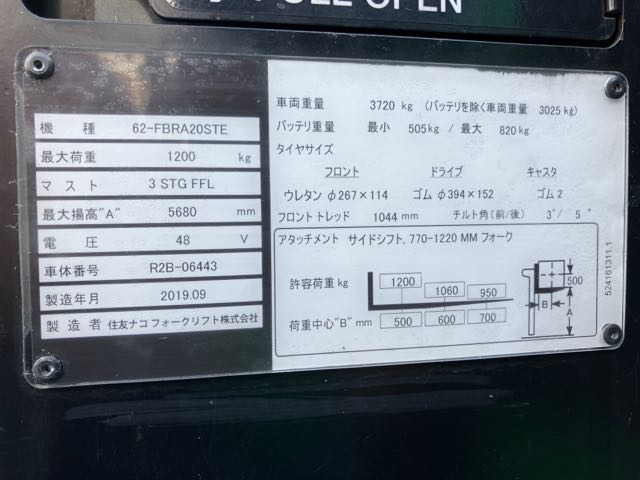 PULL OPEN
機 種 62-FBRA20STE
最大荷重 1200 kg
マスト 3 STG FFL
最大揚高"A" 5680 mm
電 圧 48 V
車体番号 R2B-06443
製造年月 2019.09
製造者 住友ナコフォークリフト株式会社
車両重量 3720 kg (バッテリを除く車両重量 3025 kg)
バッテリ重量 最小 505kg / 最大 820kg
タイヤサイズ
フロント ドライブ キャスタ
ウレタン φ267×114 ゴム φ394×152 ゴム 2
フロントトレッド 1044 mm チルト角(前/後) 3°/ 5°
アタッチメント サイドシフト, 770-1220 MM フォーク
許容荷重 kg 1200 1060 950
荷重中心"B" mm 500 600 700
500
B
A
524161311.1